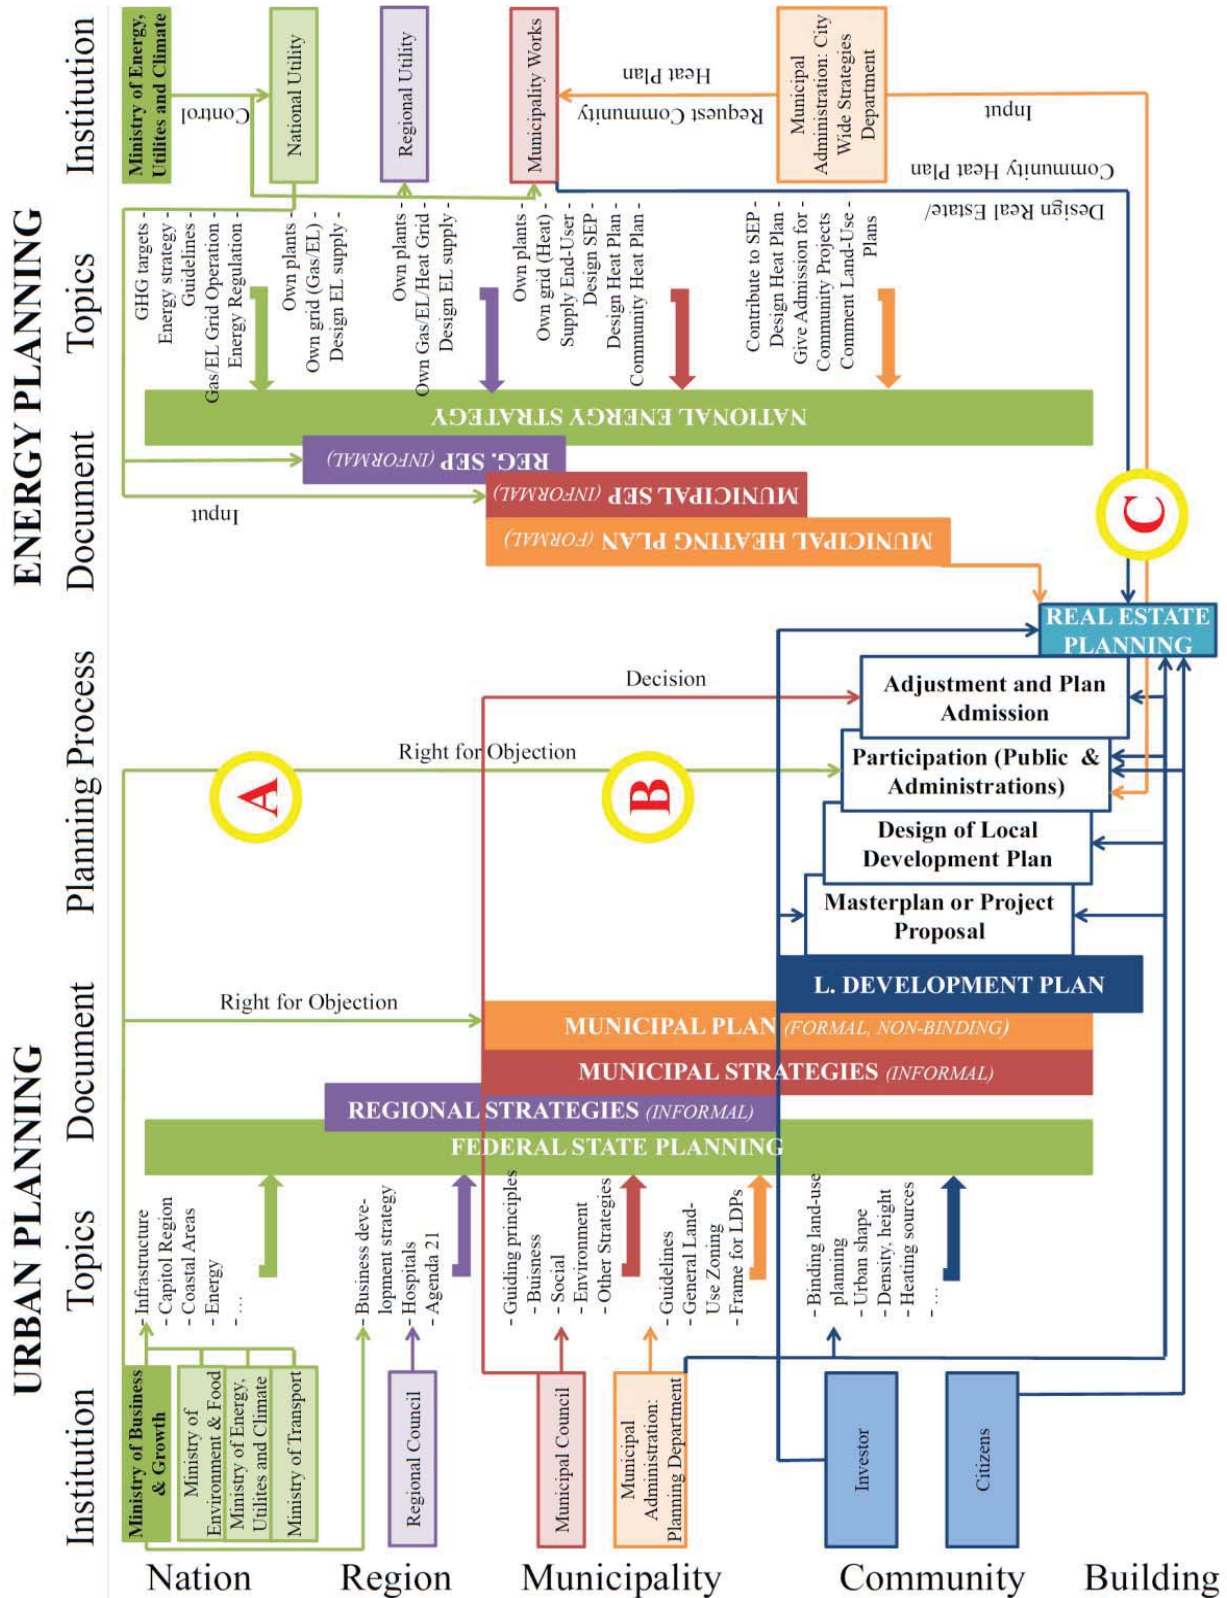 URBAN PLANNING
ENERGY PLANNING
Institution
Topics
Document
Planning Process
Document
Topics
Institution
Nation
Region
Municipality
Community
Building
Ministry of Business
& Growth
Ministry of
Environment & Food
Ministry of Energy,
Utilites and Climate
Ministry of Transport
Regional Council
Municipal Council
Municipal
Administration:
Planning Department
Investor
Citizens
- Infrastructure
- Capitol Region
- Coastal Areas
- Energy
- …
- Business deve-
lopment strategy
- Hospitals
- Agenda 21
- Guiding principles
- Buisness
- Social
- Environment
- Other Strategies
- Guidelines
- General Land-
Use Zoning
- Frame for LDPs
- Binding land-use
planning
- Urban shape
- Density, height
- Heating sources
- …
FEDERAL STATE PLANNING
REGIONAL STRATEGIES (INFORMAL)
MUNICIPAL STRATEGIES (INFORMAL)
MUNICIPAL PLAN (FORMAL, NON-BINDING)
L. DEVELOPMENT PLAN
Right for Objection
Right for Objection
Decision
A
B
C
Masterplan or Project
Proposal
Design of Local
Development Plan
Participation (Public &
Administrations)
Adjustment and Plan
Admission
REAL ESTATE
PLANNING
MUNICIPAL HEATING PLAN (FORMAL)
MUNICIPAL SEP (INFORMAL)
REG. SEP (INFORMAL)
NATIONAL ENERGY STRATEGY
Input
GHG targets -
Energy strategy -
Guidelines -
Gas/EL Grid Operation -
Energy Regulation -
Own plants -
Own grid (Gas/EL) -
Design EL supply -
Own plants -
Own Gas/EL/Heat Grid -
Design EL supply -
Own plants -
Own grid (Heat) -
Supply End-User -
Design SEP -
Design Heat Plan -
Community Heat Plan -
Contribute to SEP -
Design Heat Plan -
Give Admission for -
Community Projects
Comment Land-Use -
Plans
Ministry of Energy,
Utilites and Climate
Control
National Utility
Regional Utility
Municipality Works
Request Community
Heat Plan
Municipal
Administration: City
Wide Strategies
Department
Input
Design Real Estate/
Community Heat Plan